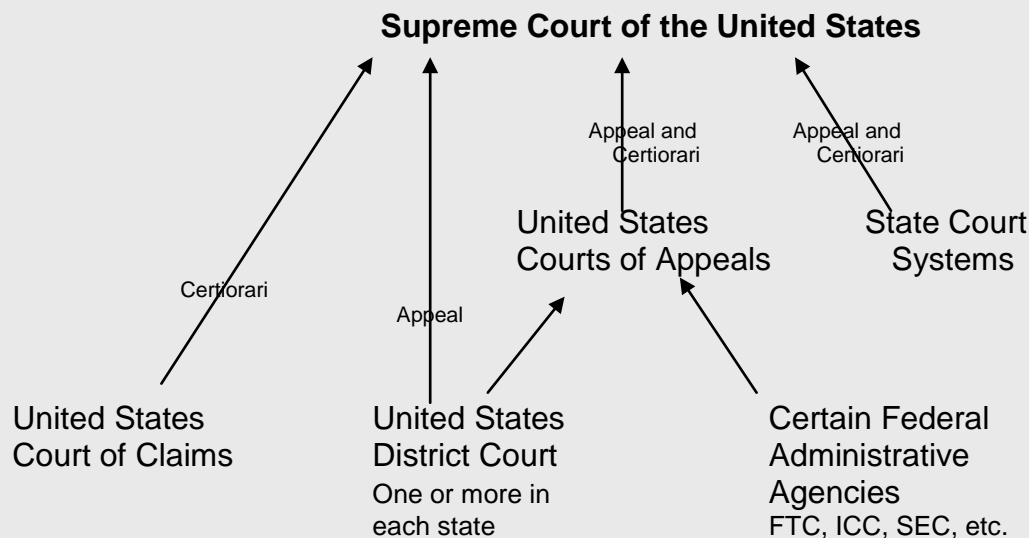 Supreme Court of the United States
Appeal and
Certiorari
Appeal and
Certiorari
United States
Courts of Appeals
State Court
Systems
Certiorari
Appeal
United States
Court of Claims
United States
District Court
One or more in
each state
Certain Federal
Administrative
Agencies
FTC, ICC, SEC, etc.